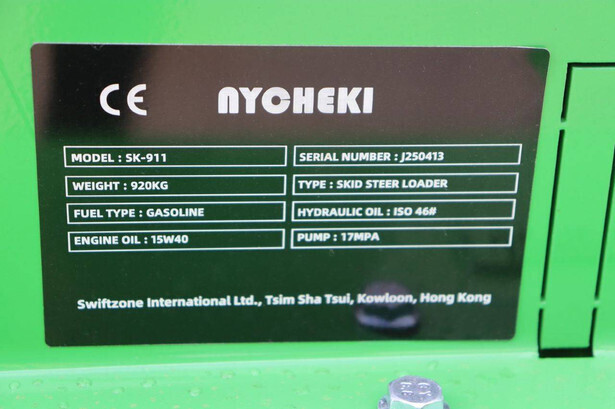 CE NYCHEKI
MODEL : SK-911
SERIAL NUMBER : J250413
WEIGHT : 920KG
TYPE : SKID STEER LOADER
FUEL TYPE : GASOLINE
HYDRAULIC OIL : ISO 46#
ENGINE OIL : 15W40
PUMP : 17MPA
Swiftzone International Ltd., Tsim Sha Tsui, Kowloon, Hong Kong